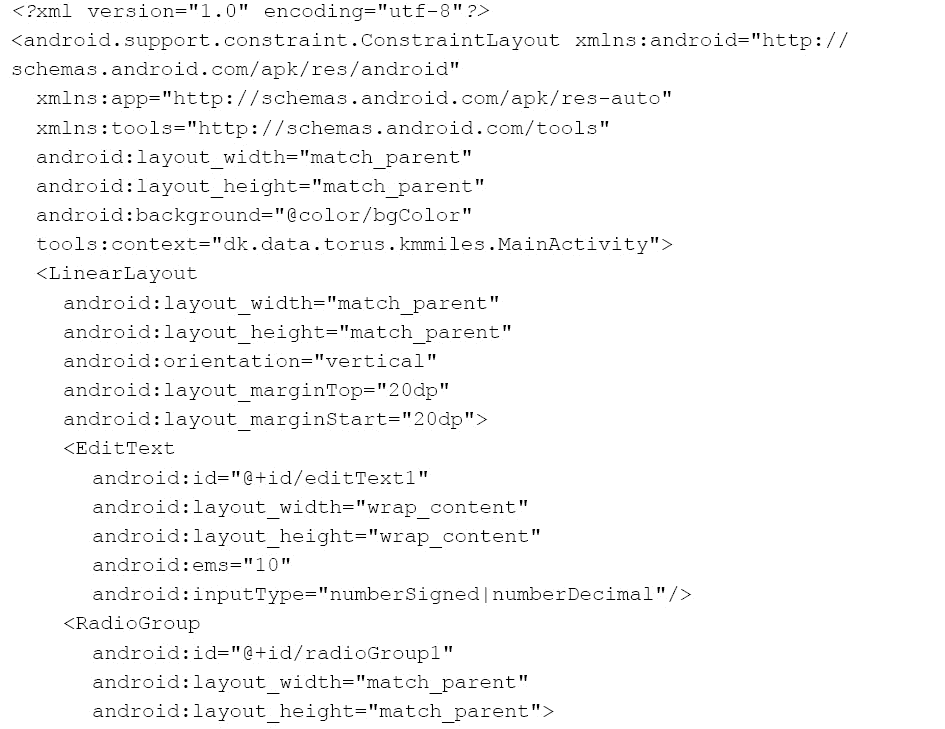 <?xml version="1.0" encoding="utf-8"?>
<android.support.constraint.ConstraintLayout xmlns:android="http://
schemas.android.com/apk/res/android"
xmlns:app="http://schemas.android.com/apk/res-auto"
xmlns:tools="http://schemas.android.com/tools"
android:layout_width="match_parent"
android:layout_height="match_parent"
android:background="@color/bgColor"
tools:context="dk.data.torus.kmmiles.MainActivity">
<LinearLayout
android:layout_width="match_parent"
android:layout_height="match_parent"
android:orientation="vertical"
android:layout_marginTop="20dp"
android:layout_marginStart="20dp">
<EditText
android:id="@+id/editText1"
android:layout_width="wrap_content"
android:layout_height="wrap_content"
android:ems="10"
android:inputType="numberSigned|numberDecimal"/>
<RadioGroup
android:id="@+id/radioGroup1"
android:layout_width="match_parent"
android:layout_height="match_parent">